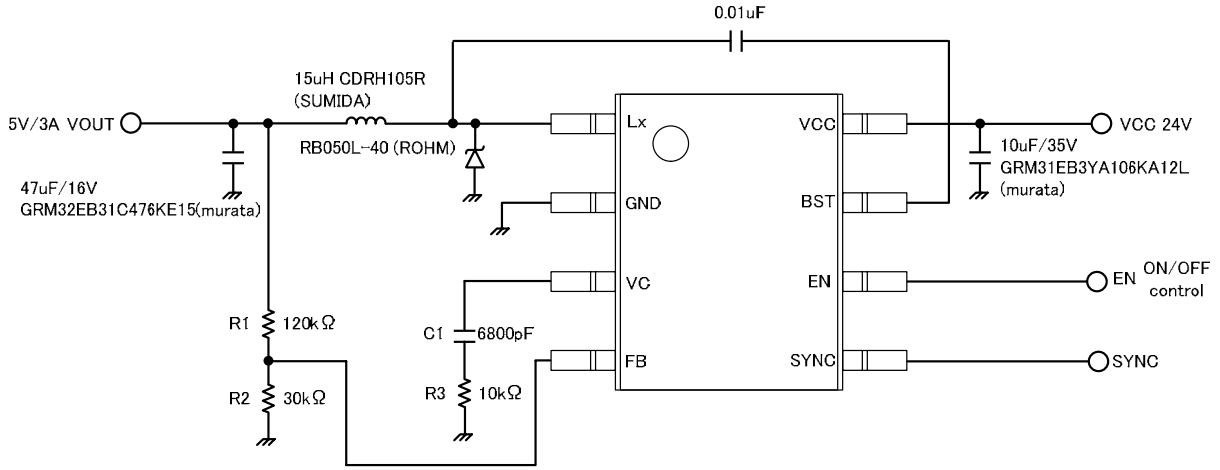 0.01uF
15uH CDRH105R
(SUMIDA)
5V/3A VOUT
Lx
VCC
VCC 24V
RB050L-40 (ROHM)
10uF/35V
GRM31EB3YA106KA12L
(murata)
47uF/16V
GRM32EB31C476KE15(murata)
GND
BST
VC
EN
EN
ON/OFF
control
R1
120kΩ
C1
6800pF
FB
SYNC
SYNC
R2
30kΩ
R3
10kΩ